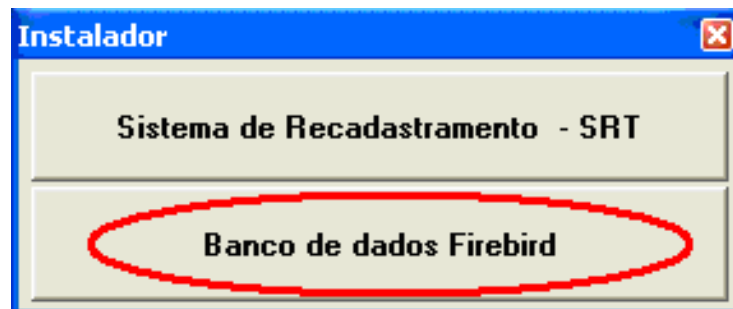 Instalador
Sistema de Recadastramento - SRT
Banco de dados Firebird